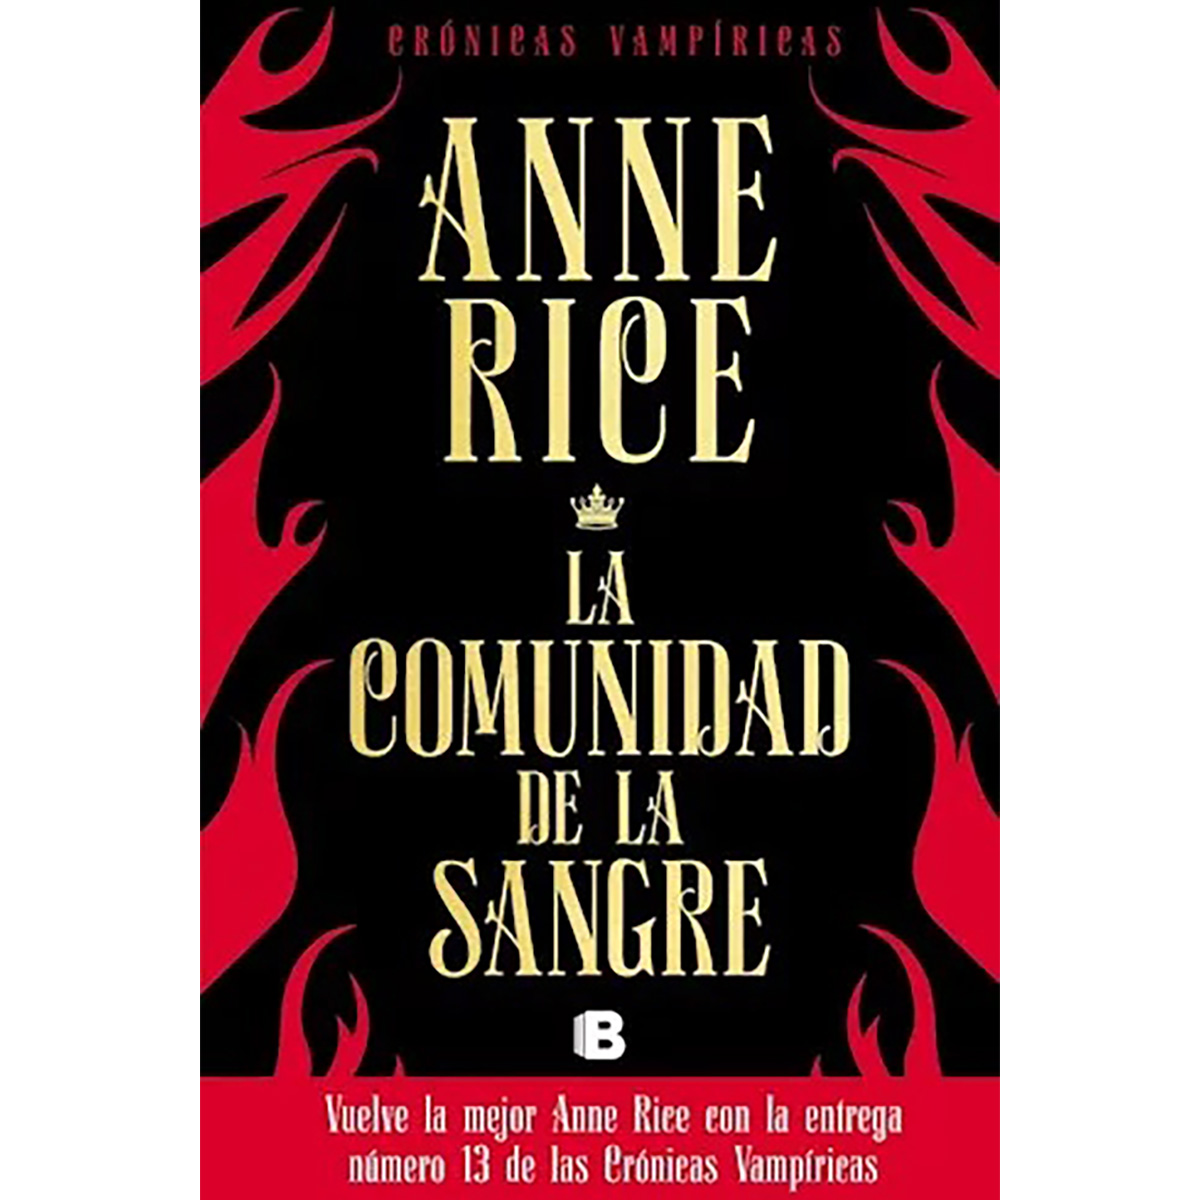 CRÓNICAS VAMPÍRICAS
ANNE
RICE
LA
COMUNIDAD
DE LA
SANGRE
B
Vuelve la mejor Anne Rice con la entrega
número 13 de las Crónicas Vampíricas